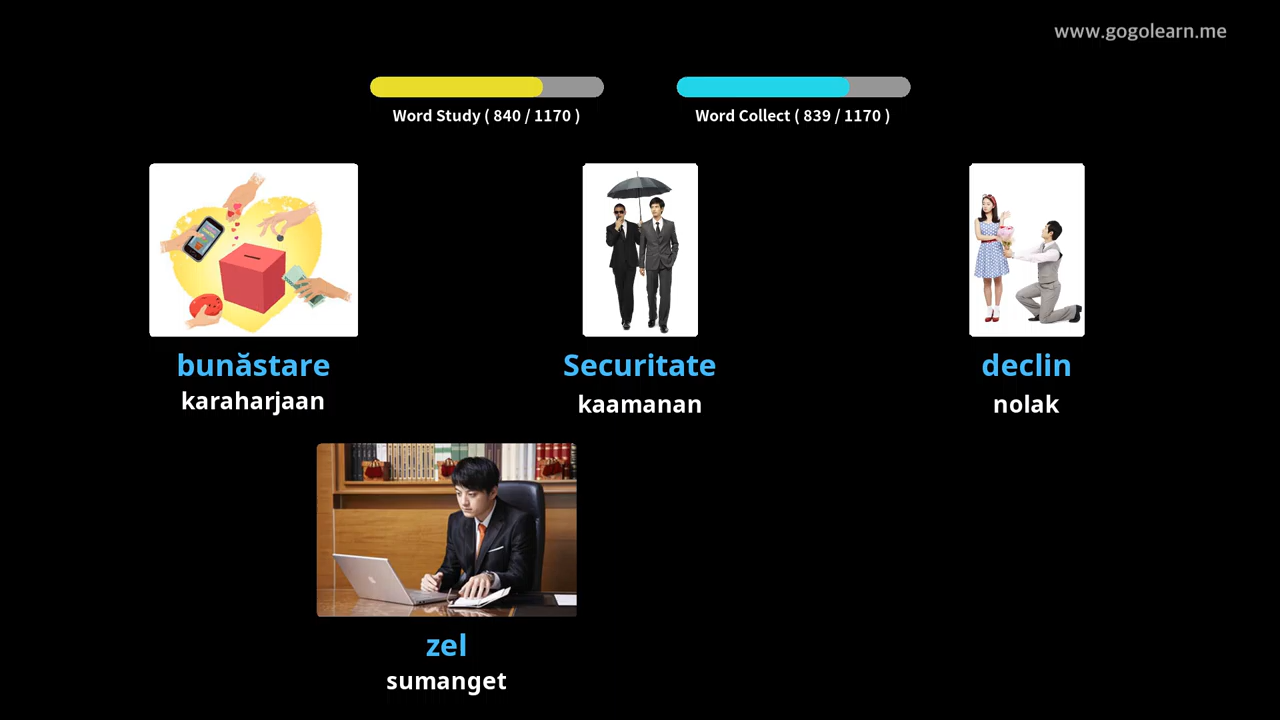 www.gogolearn.me
Word Study ( 840 / 1170 )
Word Collect ( 839 / 1170 )
bunăstare
karaharjaan
Securitate
kaamanan
declin
nolak
zel
sumanget